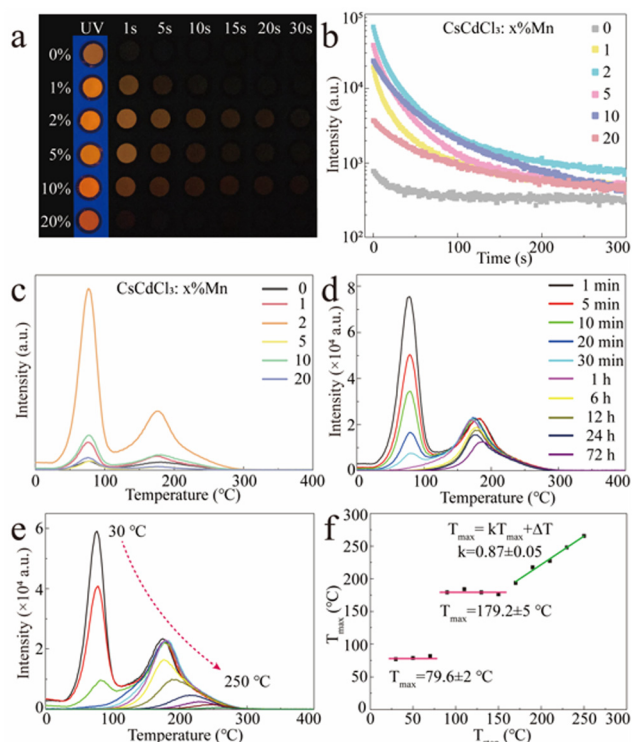 a
UV 1s 5s 10s 15s 20s 30s
0%
1%
2%
5%
10%
20%
b
CsCdCl₃: x%Mn
0
1
2
5
10
20
Intensity (a.u.)
10⁵
10⁴
10³
10²
0 100 200 300
Time (s)
c
CsCdCl₃: x%Mn
0
1
2
5
10
20
Intensity (a.u.)
0 100 200 300 400
Temperature (℃)
d
1 min
5 min
10 min
20 min
30 min
1 h
6 h
12 h
24 h
72 h
Intensity (×10⁴ a.u.)
8
6
4
2
0
0 100 200 300 400
Temperature (℃)
e
30 ℃
250 ℃
Intensity (×10⁴ a.u.)
6
4
2
0
0 100 200 300 400
Temperature (℃)
f
T_max = kT_max+ΔT
k=0.87±0.05
T_max=179.2±5 ℃
T_max=79.6±2 ℃
T_max (℃)
300
250
200
150
100
50
0
0 50 100 150 200 250
(℃)